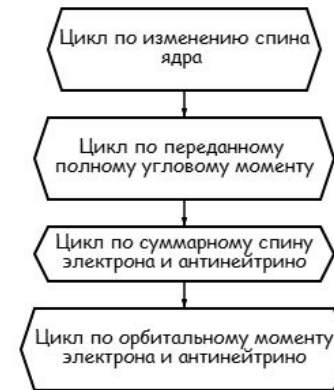 Цикл по изменению спина
ядра
Цикл по переданному
полному угловому моменту
Цикл по суммарному спину
электрона и антинейтрино
Цикл по орбитальному моменту
электрона и антинейтрино